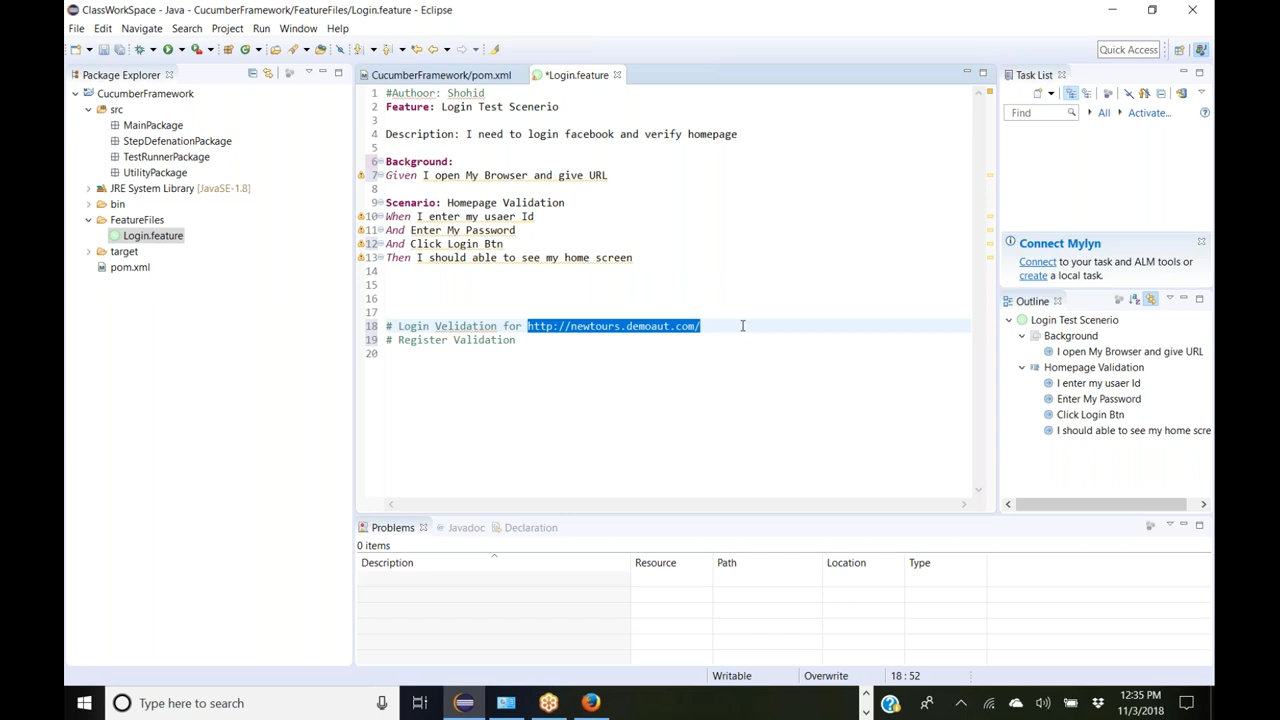 ClassWorkSpace - Java - CucumberFramework/FeatureFiles/Login.feature - Eclipse
File Edit Navigate Search Project Run Window Help
Quick Access
Package Explorer
CucumberFramework
src
MainPackage
StepDefenationPackage
TestRunnerPackage
UtilityPackage
JRE System Library [JavaSE-1.8]
bin
FeatureFiles
Login.feature
target
pom.xml
CucumberFramework/pom.xml *Login.feature
1 #Authoor: Shohid
2 Feature: Login Test Scenerio
3
4 Description: I need to login facebook and verify homepage
5
6 Background:
7 Given I open My Browser and give URL
8
9 Scenario: Homepage Validation
10 When I enter my usaer Id
11 And Enter My Password
12 And Click Login Btn
13 Then I should able to see my home screen
14
15
16
17
18 # Login Velidation for http://newtours.demoaut.com/
19 # Register Validation
20
Task List
Find All Activate...
Connect Mylyn
Connect to your task and ALM tools or
create a local task.
Outline
Login Test Scenerio
Background
I open My Browser and give URL
Homepage Validation
I enter my usaer Id
Enter My Password
Click Login Btn
I should able to see my home scre
Problems Javadoc Declaration
0 items
Description Resource Path Location Type
Writable Overwrite 18 : 52
Type here to search
12:35 PM
11/3/2018